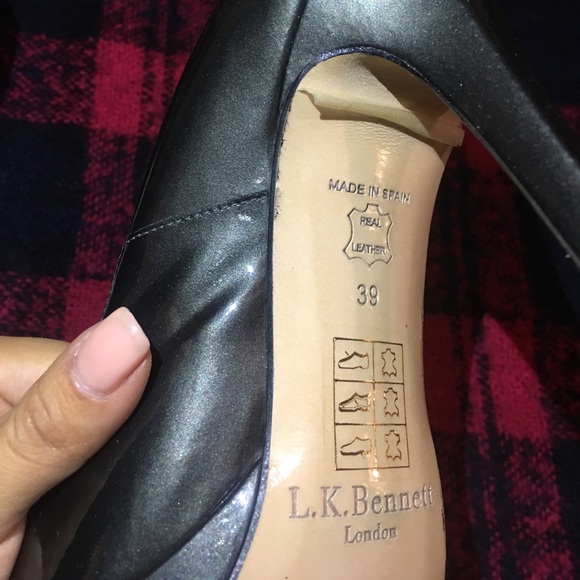 MADE IN SPAIN
REAL
LEATHER
39
L.K.Bennett
London